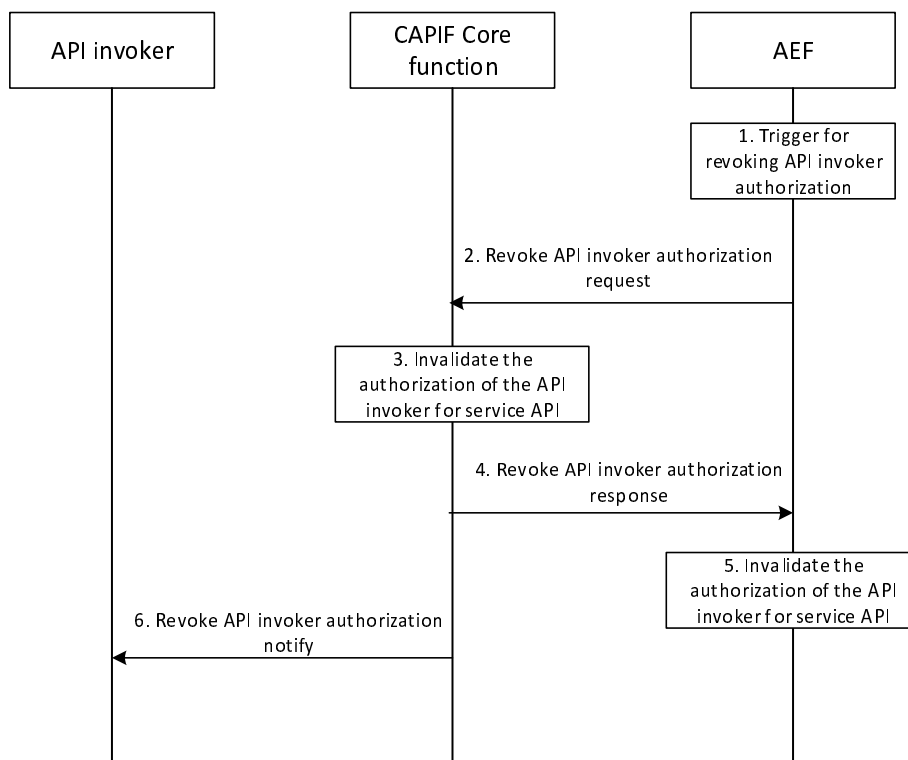 API invoker
CAPIF Core
function
AEF
1. Trigger for
revoking API invoker
authorization
2. Revoke API invoker authorization
request
3. Invalidate the
authorization of the API
invoker for service API
4. Revoke API invoker authorization
response
5. Invalidate the
authorization of the API
invoker for service API
6. Revoke API invoker authorization
notify